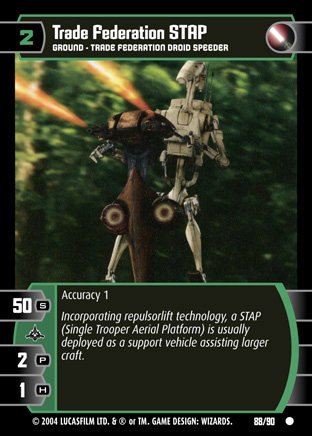 2 Trade Federation STAP
GROUND - TRADE FEDERATION DROID SPEEDER
50 S
Accuracy 1
Incorporating repulsorlift technology, a STAP
(Single Trooper Aerial Platform) is usually
deployed as a support vehicle assisting larger
craft.
2 P
1 H
© 2004 LUCASFILM LTD. & ® or TM. GAME DESIGN: WIZARDS. 88/90